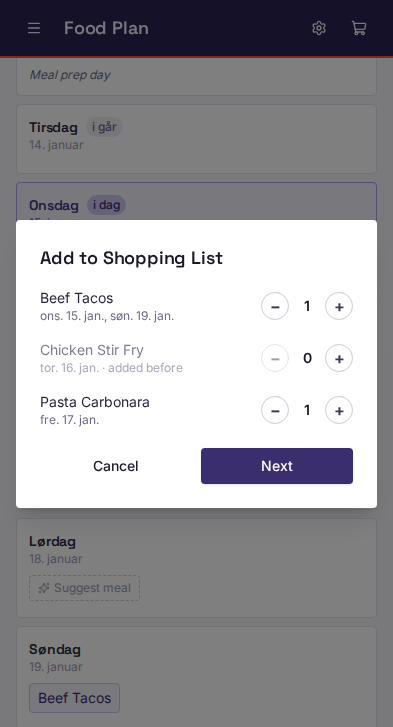 Food Plan
Meal prep day
Tirsdag i går
14. januar
Onsdag i dag
Add to Shopping List
Beef Tacos
ons. 15. jan., søn. 19. jan.
− 1 +
Chicken Stir Fry
tor. 16. jan. · added before
− 0 +
Pasta Carbonara
fre. 17. jan.
− 1 +
Cancel Next
Lørdag
18. januar
Suggest meal
Søndag
19. januar
Beef Tacos